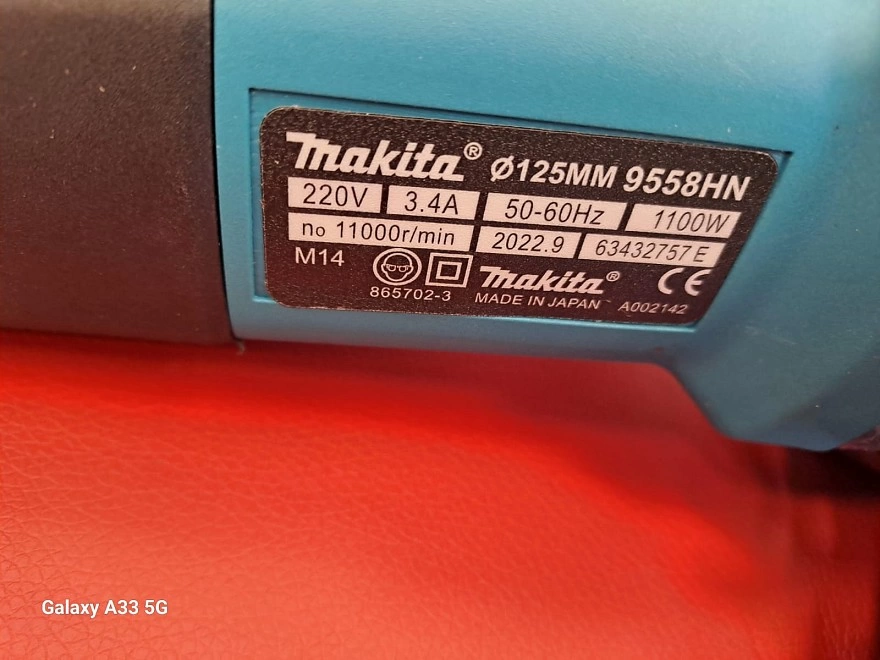 makita® Ø125MM 9558HN
220V 3.4A 50-60Hz 1100W
no 11000r/min 2022.9 63432757 E
M14 makita® CE
865702-3 MADE IN JAPAN A002142
Galaxy A33 5G